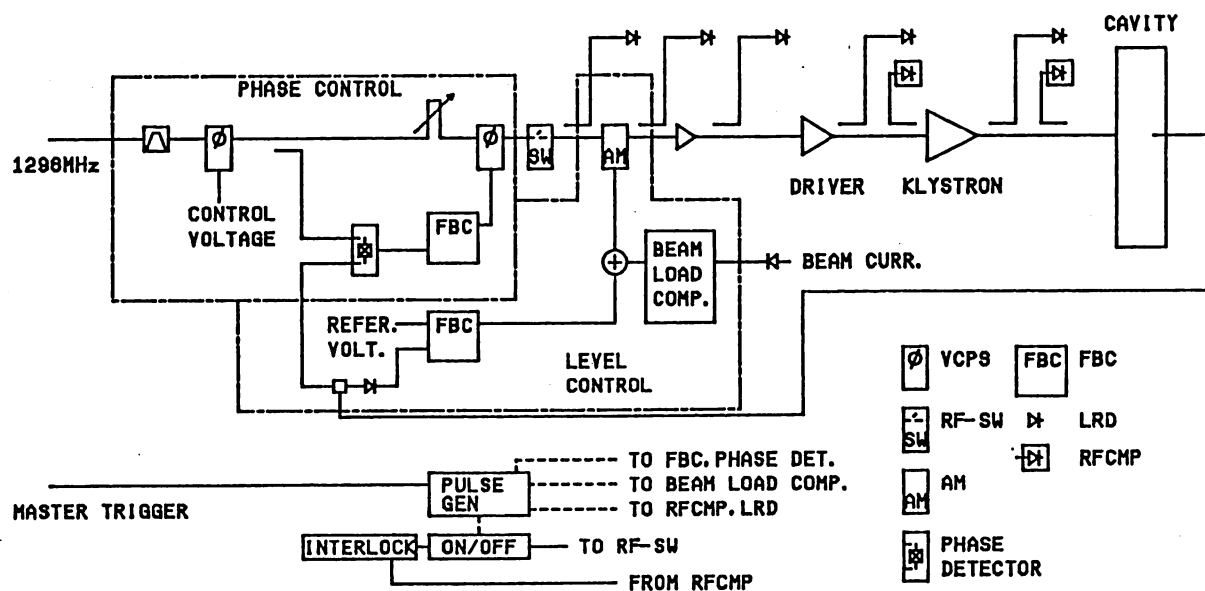 CAVITY
PHASE CONTROL
Ø
Ø
SW
AM
1296MHz
DRIVER
KLYSTRON
CONTROL
VOLTAGE
FBC
BEAM
LOAD
COMP.
BEAM CURR.
REFER.
VOLT.
FBC
LEVEL
CONTROL
Ø VCPS
FBC FBC
SW RF-SW
LRD
RFCMP
AM AM
PHASE
DETECTOR
TO FBC.PHASE DET.
PULSE
GEN
TO BEAM LOAD COMP.
MASTER TRIGGER
TO RFCMP.LRD
INTERLOCK
ON/OFF
TO RF-SW
FROM RFCMP